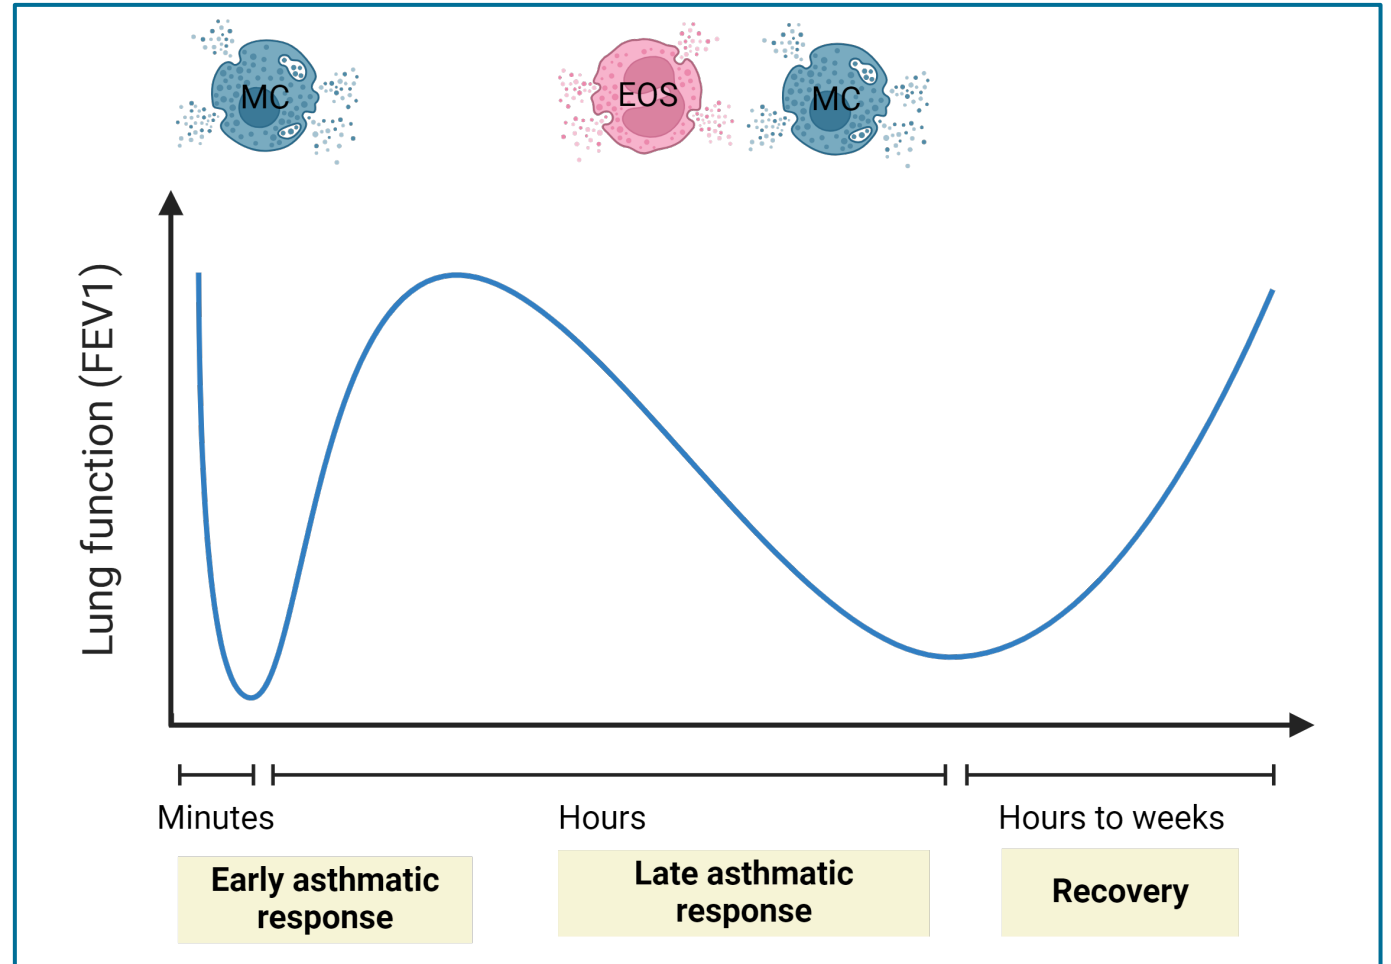 MC
EOS
MC
Lung function (FEV1)
Minutes
Hours
Hours to weeks
Early asthmatic
response
Late asthmatic
response
Recovery